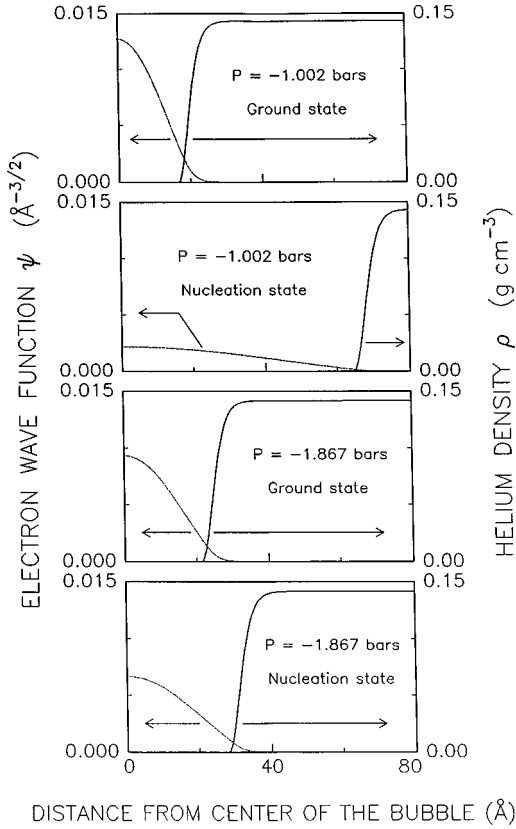 0.015
0.15
P = −1.002 bars
Ground state
0.000
0.00
0.015
0.15
P = −1.002 bars
Nucleation state
0.000
0.00
0.015
0.15
P = −1.867 bars
Ground state
0.000
0.00
0.015
0.15
P = −1.867 bars
Nucleation state
0.000
0.00
0
40
80
ELECTRON WAVE FUNCTION ψ (Å⁻³/²)
HELIUM DENSITY ρ (g cm⁻³)
DISTANCE FROM CENTER OF THE BUBBLE (Å)